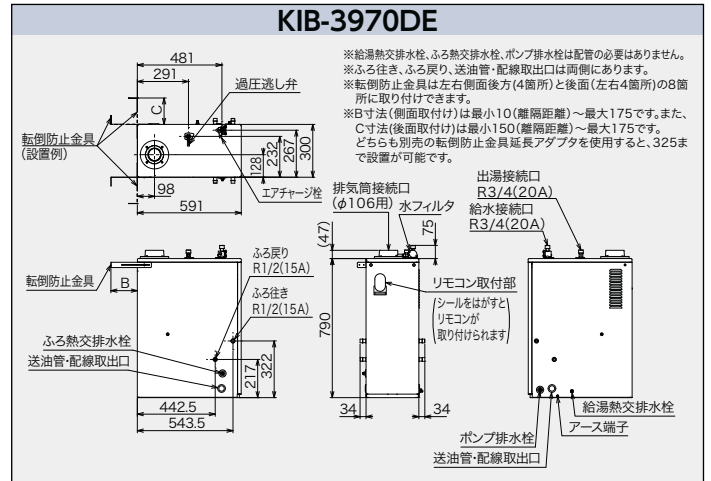 KIB-3970DE
481
291
過圧逃し弁
C
転倒防止金具
(設置例)
128
232
267
300
98
エアチャージ栓
591
※給湯熱交排水栓、ふろ熱交排水栓、ポンプ排水栓は配管の必要はありません。
※ふろ往き、ふろ戻り、送油管・配線取出口は両側にあります。
※転倒防止金具は左右側面後方(4箇所)と後面(左右4箇所)の8箇
所に取り付けできます。
※B寸法(側面取付け)は最小10(離隔距離)～最大175です。また、
C寸法(後面取付け)は最小150(離隔距離)～最大175です。
どちらも別売の転倒防止金具延長アダプタを使用すると、325ま
で設置が可能です。
転倒防止金具
B
ふろ戻り
R1/2(15A)
ふろ往き
R1/2(15A)
ふろ熱交排水栓
送油管・配線取出口
217
322
442.5
543.5
排気筒接続口
(φ106用)
水フィルタ
(47)
75
790
リモコン取付部
(シールをはがすと
リモコンが
取り付けられます)
34
34
出湯接続口
R3/4(20A)
給水接続口
R3/4(20A)
給湯熱交排水栓
アース端子
ポンプ排水栓
送油管・配線取出口